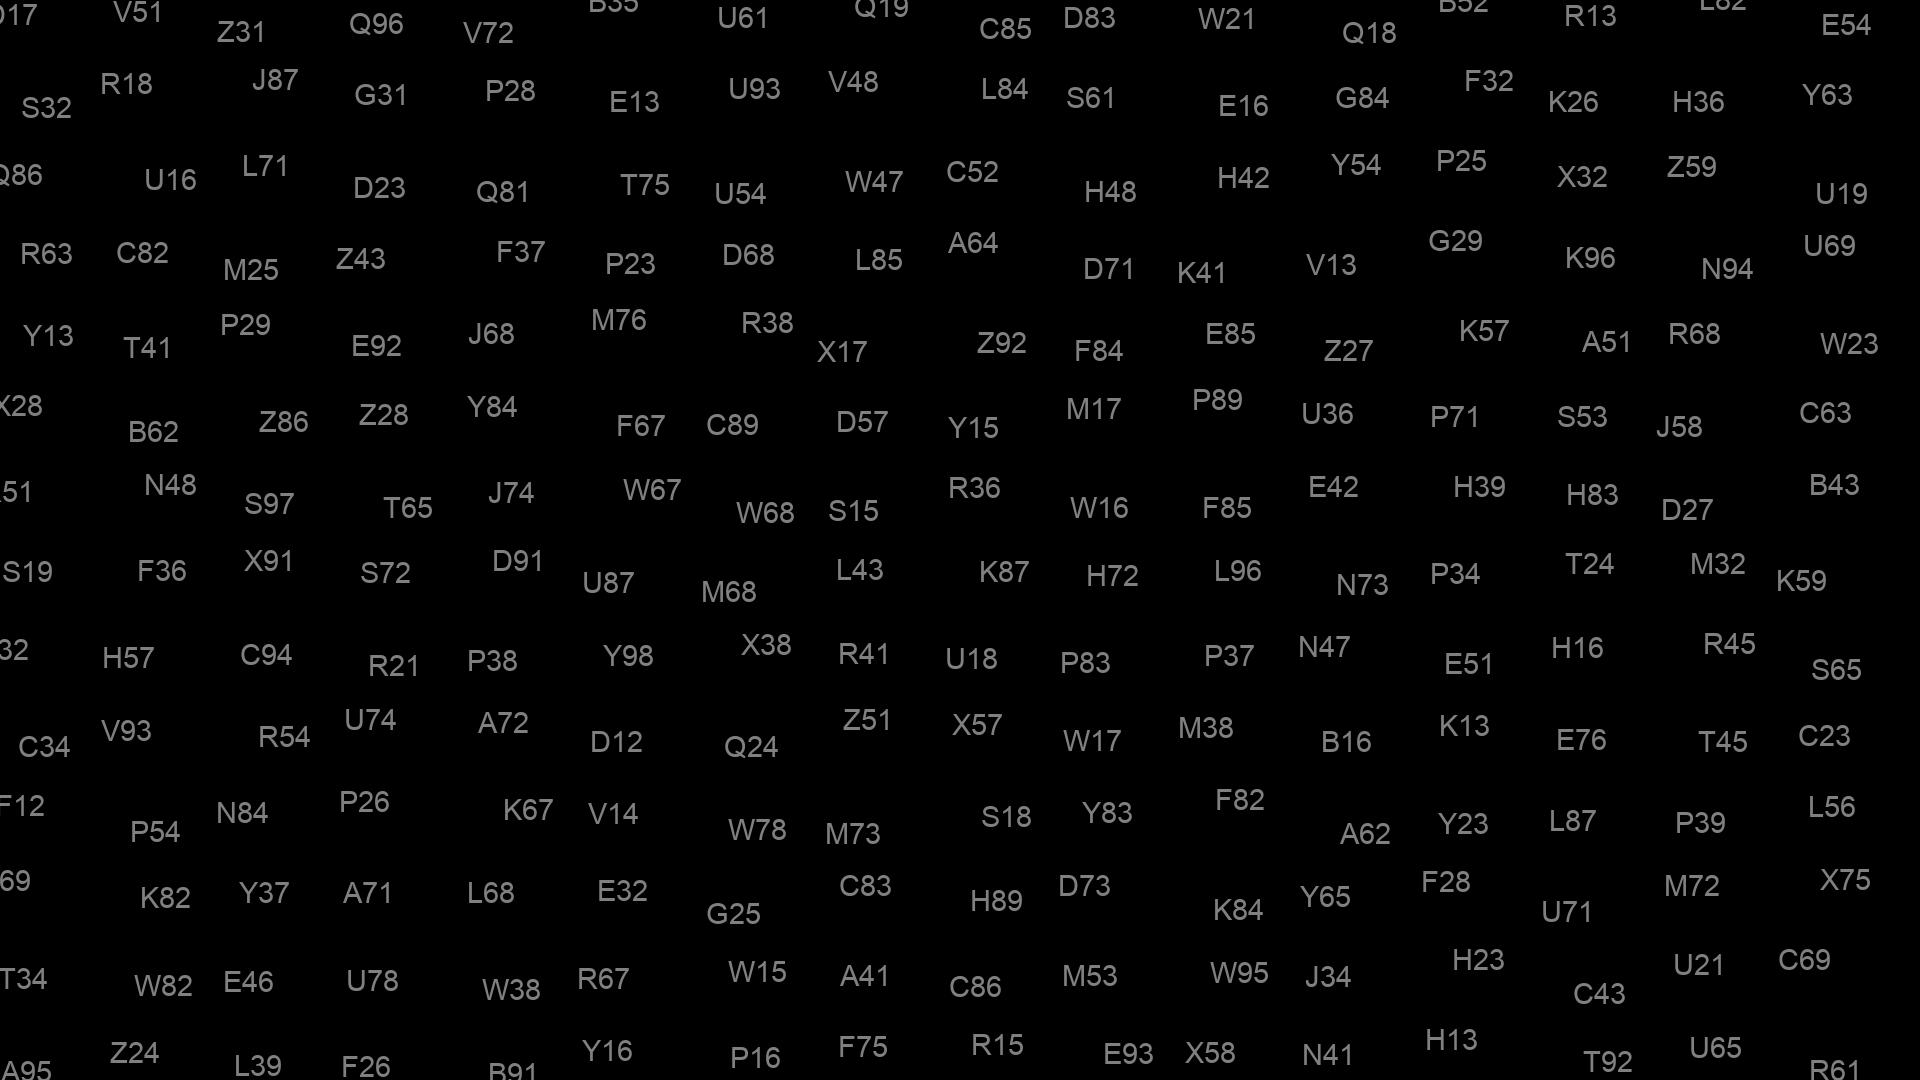 V51 Z31 Q96 V72 B35 U61 Q19 C85 D83 W21 Q18 B52 R13 L82 E54
S32 R18 J87 G31 P28 E13 U93 V48 L84 S61 E16 G84 F32 K26 H36 Y63
Q86 U16 L71 D23 Q81 T75 U54 W47 C52 H48 H42 Y54 P25 X32 Z59 U19
R63 C82 M25 Z43 F37 P23 D68 L85 A64 D71 K41 V13 G29 K96 N94 U69
Y13 T41 P29 E92 J68 M76 R38 X17 Z92 F84 E85 Z27 K57 A51 R68 W23
X28 B62 Z86 Z28 Y84 F67 C89 D57 Y15 M17 P89 U36 P71 S53 J58 C63
51 N48 S97 T65 J74 W67 W68 S15 R36 W16 F85 E42 H39 H83 D27 B43
S19 F36 X91 S72 D91 U87 M68 L43 K87 H72 L96 N73 P34 T24 M32 K59
32 H57 C94 R21 P38 Y98 X38 R41 U18 P83 P37 N47 E51 H16 R45 S65
C34 V93 R54 U74 A72 D12 Q24 Z51 X57 W17 M38 B16 K13 E76 T45 C23
F12 P54 N84 P26 K67 V14 W78 M73 S18 Y83 F82 A62 Y23 L87 P39 L56
69 K82 Y37 A71 L68 E32 G25 C83 H89 D73 K84 Y65 F28 U71 M72 X75
T34 W82 E46 U78 W38 R67 W15 A41 C86 M53 W95 J34 H23 C43 U21 C69
A95 Z24 L39 F26 B91 Y16 P16 F75 R15 E93 X58 N41 H13 T92 U65 R61